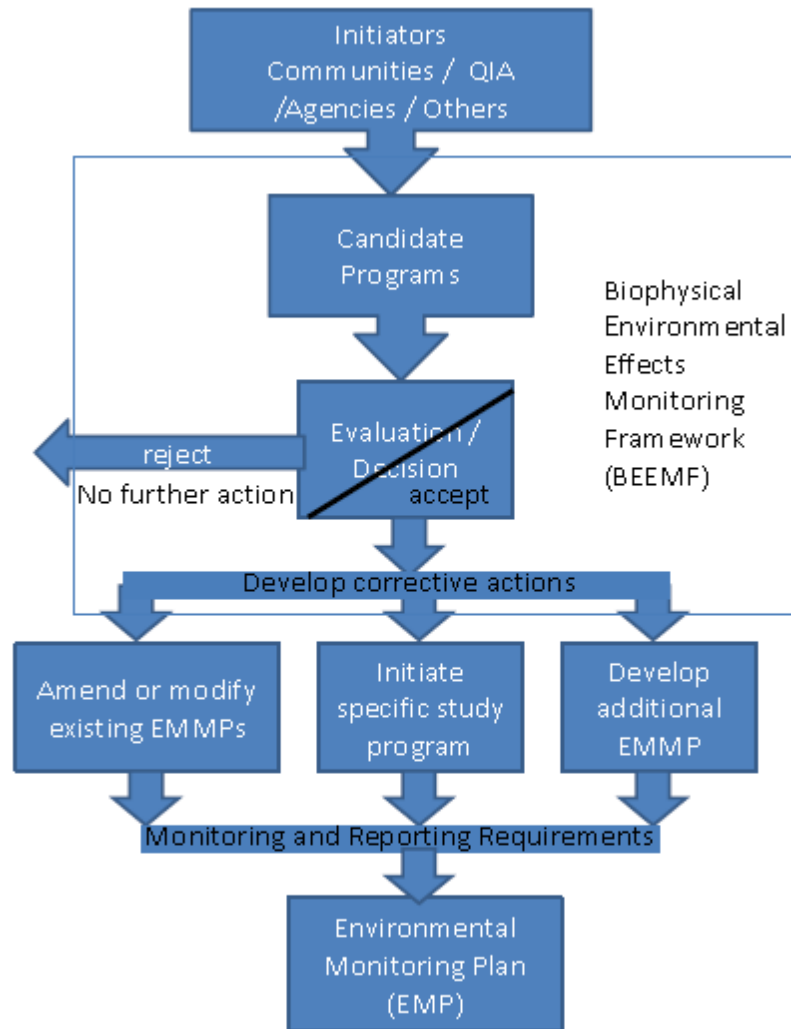 Initiators
Communities / QIA
/Agencies / Others
Candidate
Programs
Biophysical
Environmental
Effects
Monitoring
Framework
(BEEMF)
Evaluation /
Decision
reject
accept
No further action
Develop corrective actions
Amend or modify
existing EMMPs
Initiate
specific study
program
Develop
additional
EMMP
Monitoring and Reporting Requirements
Environmental
Monitoring Plan
(EMP)